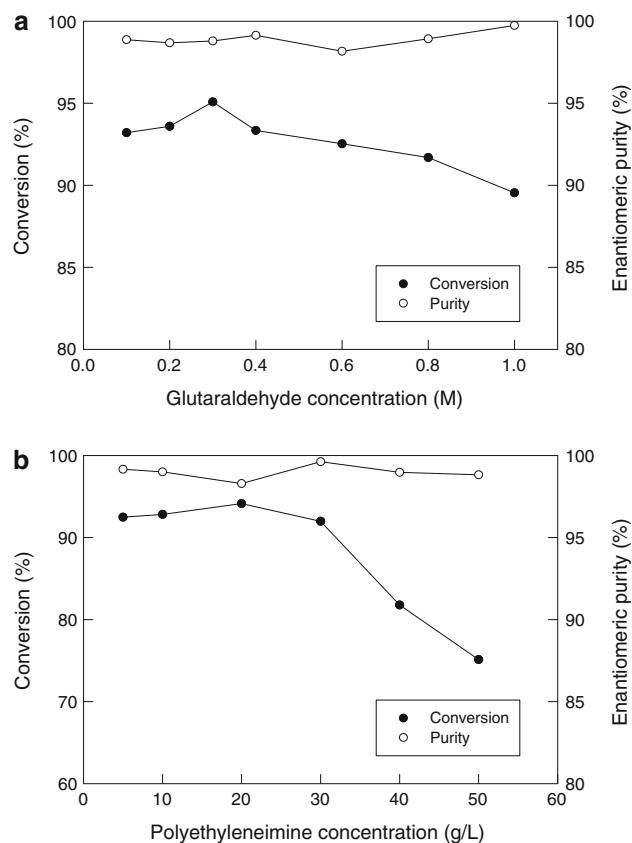 a
100
95
90
85
80
Conversion (%)
100
95
90
85
80
Enantiomeric purity (%)
Conversion
Purity
0.0 0.2 0.4 0.6 0.8 1.0
Glutaraldehyde concentration (M)
b
100
90
80
70
60
Conversion (%)
100
95
90
85
80
Enantiomeric purity (%)
Conversion
Purity
0 10 20 30 40 50 60
Polyethyleneimine concentration (g/L)